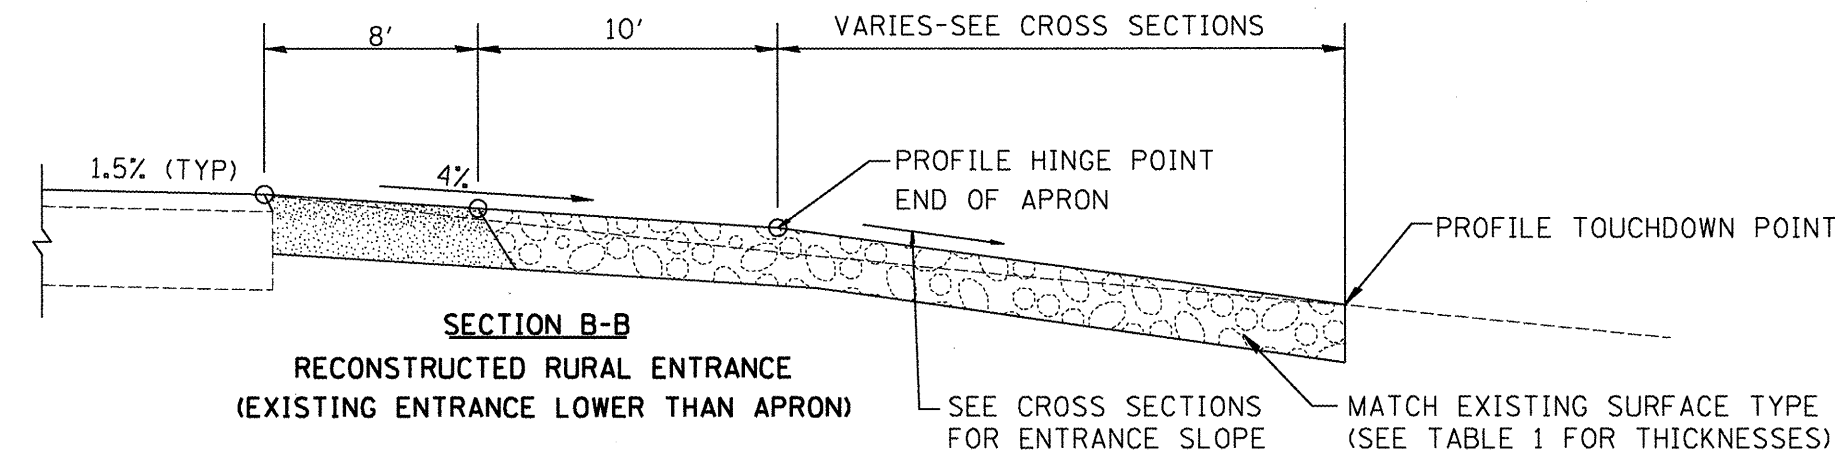 8'
10'
VARIES-SEE CROSS SECTIONS
1.5% (TYP)
4%
PROFILE HINGE POINT
END OF APRON
PROFILE TOUCHDOWN POINT
SECTION B-B
RECONSTRUCTED RURAL ENTRANCE
(EXISTING ENTRANCE LOWER THAN APRON)
SEE CROSS SECTIONS
FOR ENTRANCE SLOPE
MATCH EXISTING SURFACE TYPE
(SEE TABLE 1 FOR THICKNESSES)